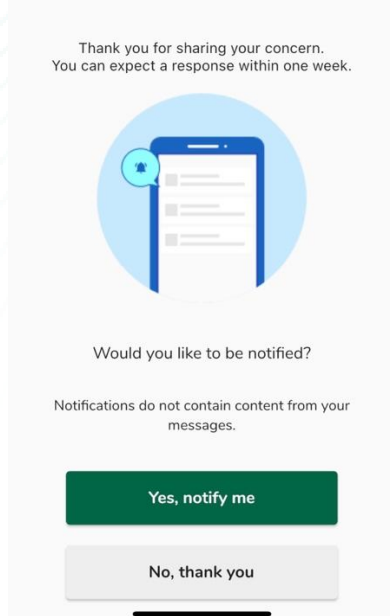 Thank you for sharing your concern.
You can expect a response within one week.
Would you like to be notified?
Notifications do not contain content from your
messages.
Yes, notify me
No, thank you